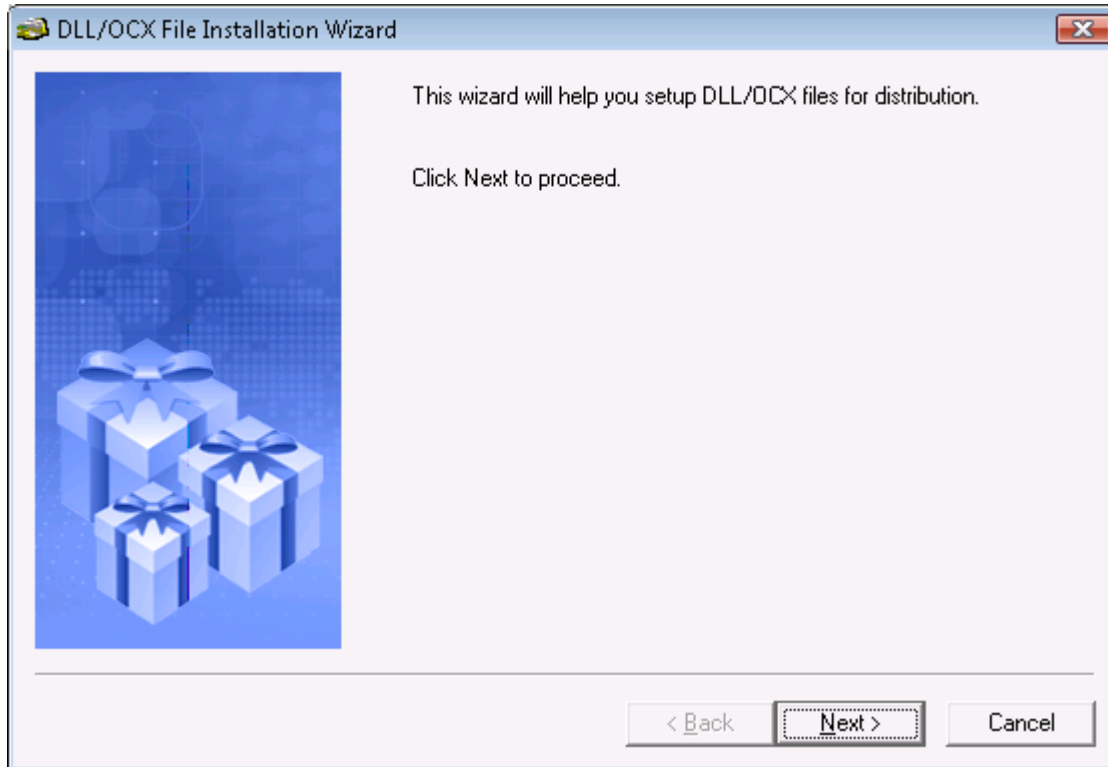 DLL/OCX File Installation Wizard
This wizard will help you setup DLL/OCX files for distribution.
Click Next to proceed.
< Back
Next >
Cancel